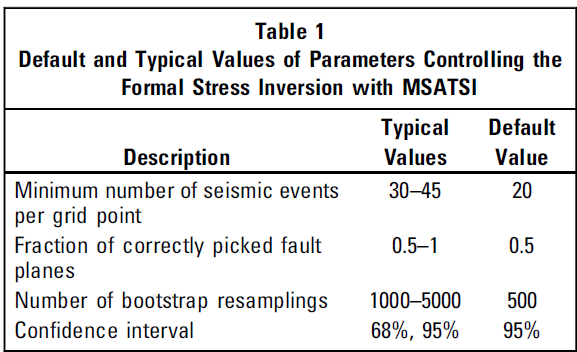 Table 1
Default and Typical Values of Parameters Controlling the
Formal Stress Inversion with MSATSI
Description Typical Values Default Value
Minimum number of seismic events per grid point 30–45 20
Fraction of correctly picked fault planes 0.5–1 0.5
Number of bootstrap resamplings 1000–5000 500
Confidence interval 68%, 95% 95%